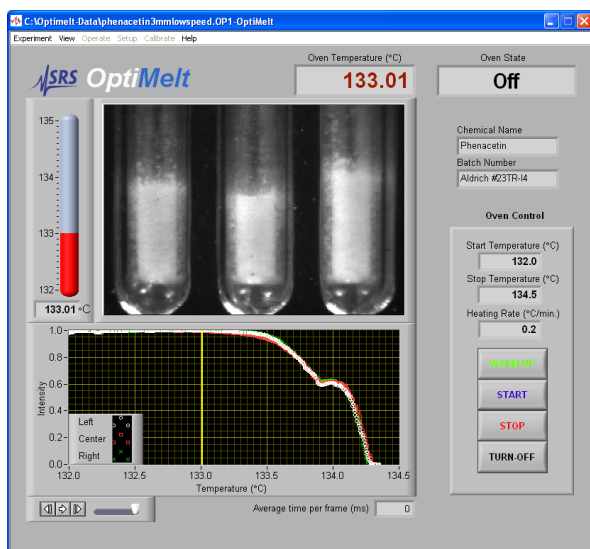 C:\Optimelt-Data\phenacetin3mmlowspeed.OP1-OptiMelt
Experiment View Operate Setup Calibrate Help
SRS OptiMelt
Oven Temperature (°C)
133.01
Oven State
Off
135
134
133
132
133.01 °C
Chemical Name
Phenacetin
Batch Number
Aldrich #23TR-I4
Oven Control
Start Temperature (°C)
132.0
Stop Temperature (°C)
134.5
Heating Rate (°C/min.)
0.2
WARM-UP
START
STOP
TURN-OFF
Intensity
1.0
0.8
0.6
0.4
0.2
0.0
Left
Center
Right
132.0 132.5 133.0 133.5 134.0 134.5
Temperature (°C)
Average time per frame (ms) 0